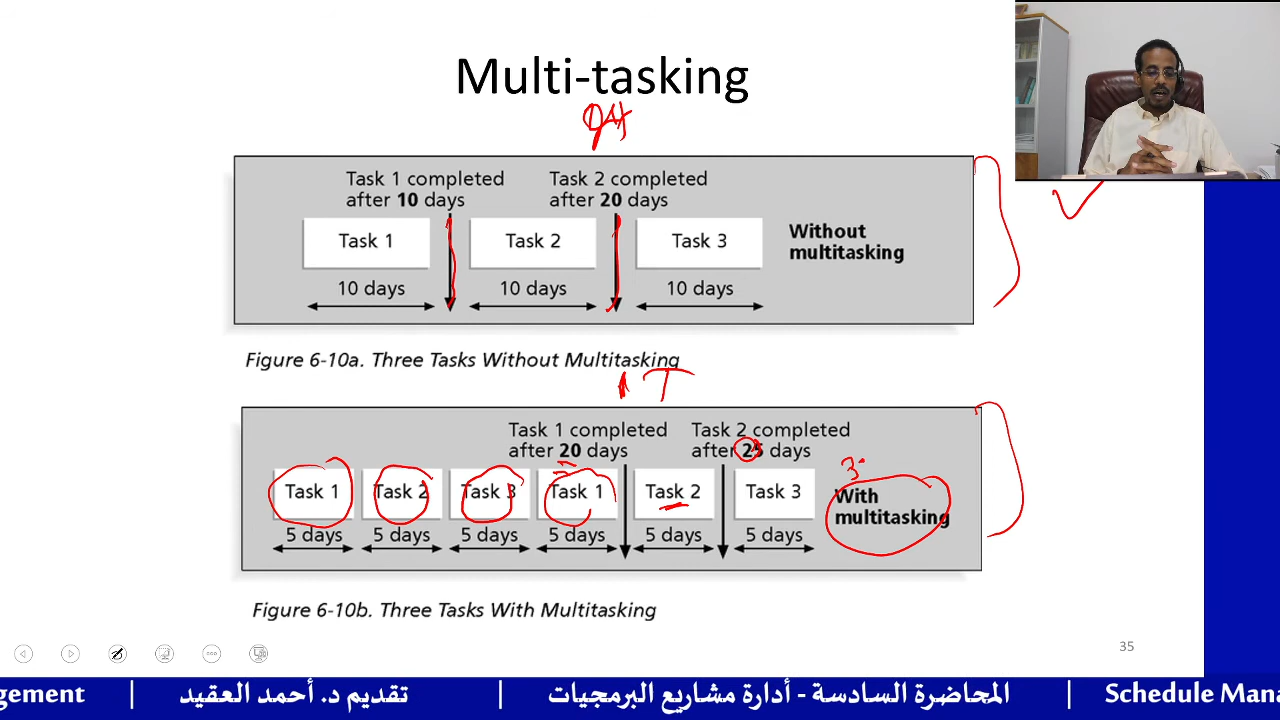 Multi-tasking
Task 1 completed
after 10 days
Task 2 completed
after 20 days
Task 1
Task 2
Task 3
Without
multitasking
10 days
10 days
10 days
Figure 6-10a. Three Tasks Without Multitasking
Task 1 completed
after 20 days
Task 2 completed
after 25 days
Task 1
Task 2
Task 3
Task 1
Task 2
Task 3
With
multitasking
5 days
5 days
5 days
5 days
5 days
5 days
Figure 6-10b. Three Tasks With Multitasking
35
gement | تقديم د. أحمد العقيد | المحاضرة السادسة - أدارة مشاريع البرمجيات | Schedule Mana